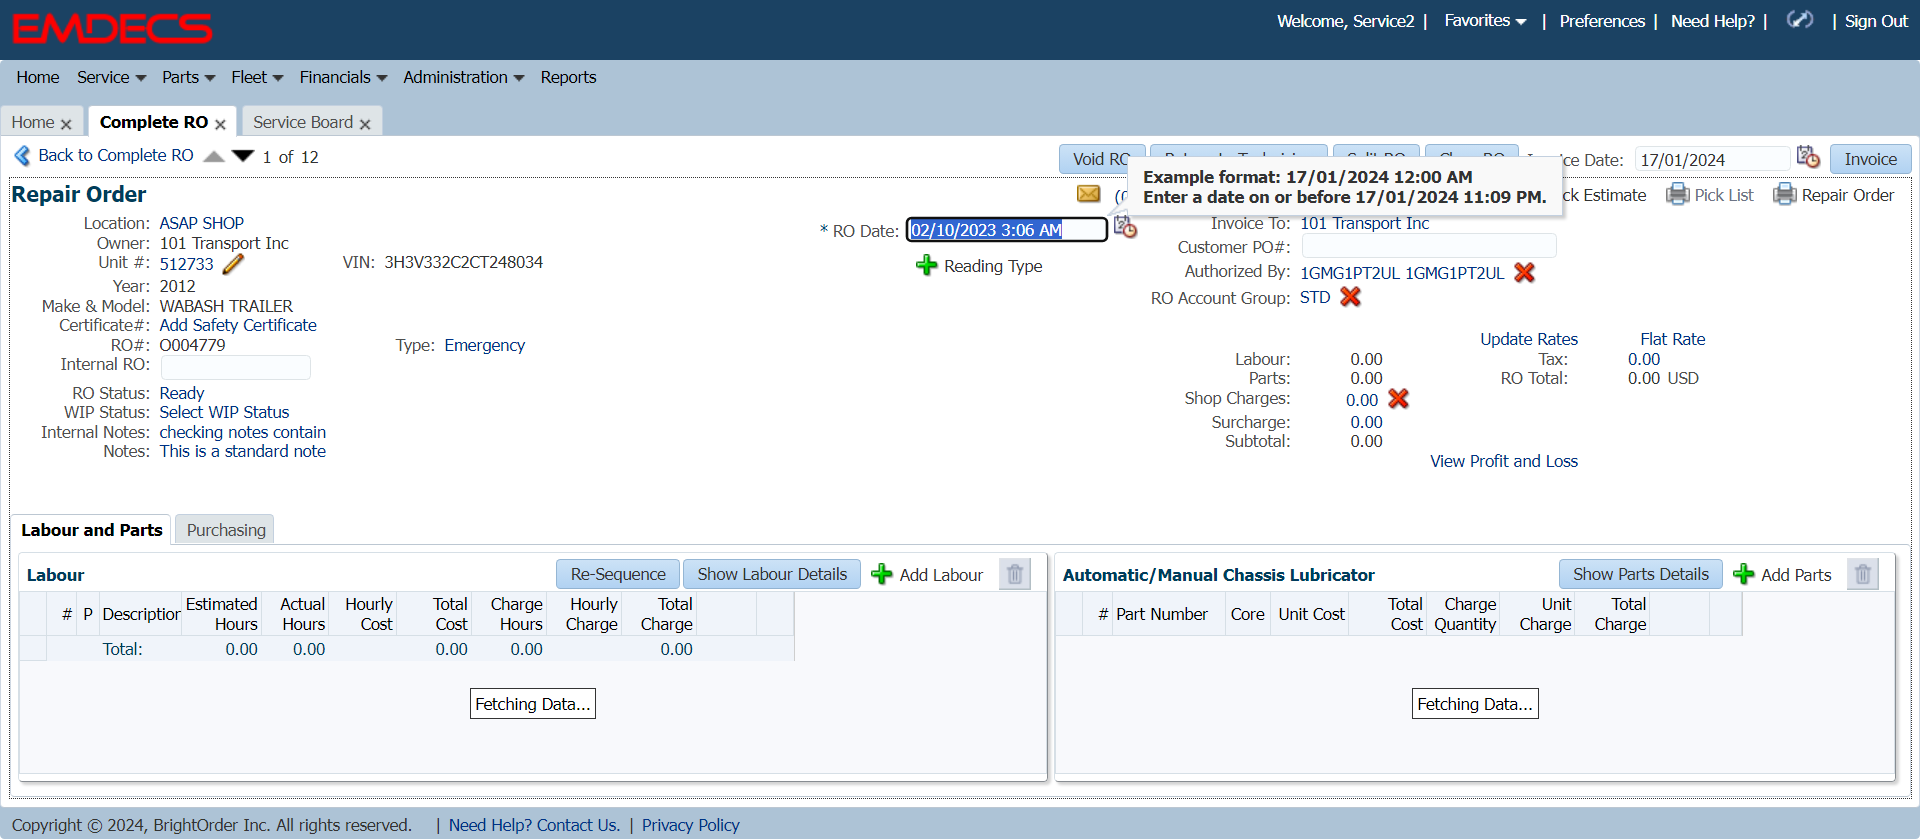 EMDECS
Welcome, Service2 | Favorites | Preferences | Need Help? | | Sign Out
Home Service Parts Fleet Financials Administration Reports
Home Complete RO Service Board
Back to Complete RO 1 of 12 Void RO Invoice Date: 17/01/2024 Invoice
Example format: 17/01/2024 12:00 AM
Enter a date on or before 17/01/2024 11:09 PM.
Repair Order Estimate Pick List Repair Order
Location: ASAP SHOP
Owner: 101 Transport Inc
Unit #: 512733 VIN: 3H3V332C2CT248034
Year: 2012
Make & Model: WABASH TRAILER
Certificate#: Add Safety Certificate
RO#: O004779 Type: Emergency
Internal RO:
RO Status: Ready
WIP Status: Select WIP Status
Internal Notes: checking notes contain
Notes: This is a standard note
* RO Date: 02/10/2023 3:06 AM
Reading Type
Invoice To: 101 Transport Inc
Customer PO#:
Authorized By: 1GMG1PT2UL 1GMG1PT2UL
RO Account Group: STD
Update Rates Flat Rate
Labour: 0.00 Tax: 0.00
Parts: 0.00 RO Total: 0.00 USD
Shop Charges: 0.00
Surcharge: 0.00
Subtotal: 0.00
View Profit and Loss
Labour and Parts Purchasing
Labour Re-Sequence Show Labour Details Add Labour
# P Description Estimated Hours Actual Hours Hourly Cost Total Cost Charge Hours Hourly Charge Total Charge
Total: 0.00 0.00 0.00 0.00 0.00
Fetching Data...
Automatic/Manual Chassis Lubricator Show Parts Details Add Parts
# Part Number Core Unit Cost Total Cost Charge Quantity Unit Charge Total Charge
Fetching Data...
Copyright © 2024, BrightOrder Inc. All rights reserved. | Need Help? Contact Us. | Privacy Policy